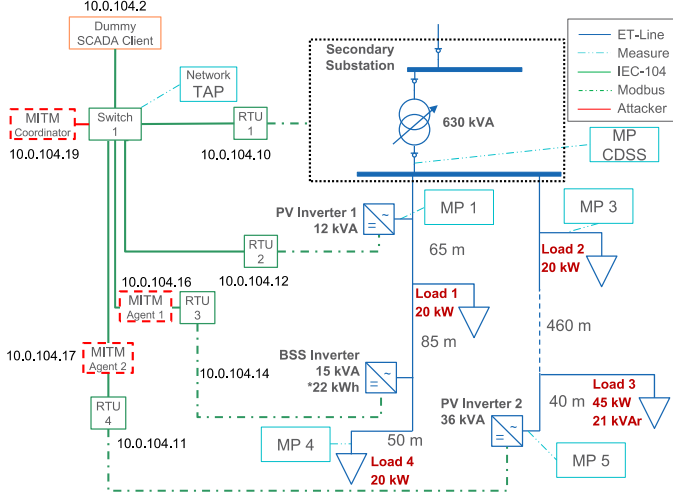 10.0.104.2
Dummy
SCADA Client
Network
TAP
MITM
Coordinator
10.0.104.19
Switch
1
RTU
1
10.0.104.10
Secondary
Substation
630 kVA
MP
CDSS
ET-Line
Measure
IEC-104
Modbus
Attacker
PV Inverter 1
12 kVA
MP 1
MP 3
RTU
2
10.0.104.12
65 m
Load 2
20 kW
10.0.104.16
MITM
Agent 1
RTU
3
Load 1
20 kW
85 m
460 m
10.0.104.17
MITM
Agent 2
10.0.104.14
BSS Inverter
15 kVA
*22 kWh
RTU
4
10.0.104.11
PV Inverter 2
36 kVA
40 m
Load 3
45 kW
21 kVAr
MP 4
50 m
Load 4
20 kW
MP 5